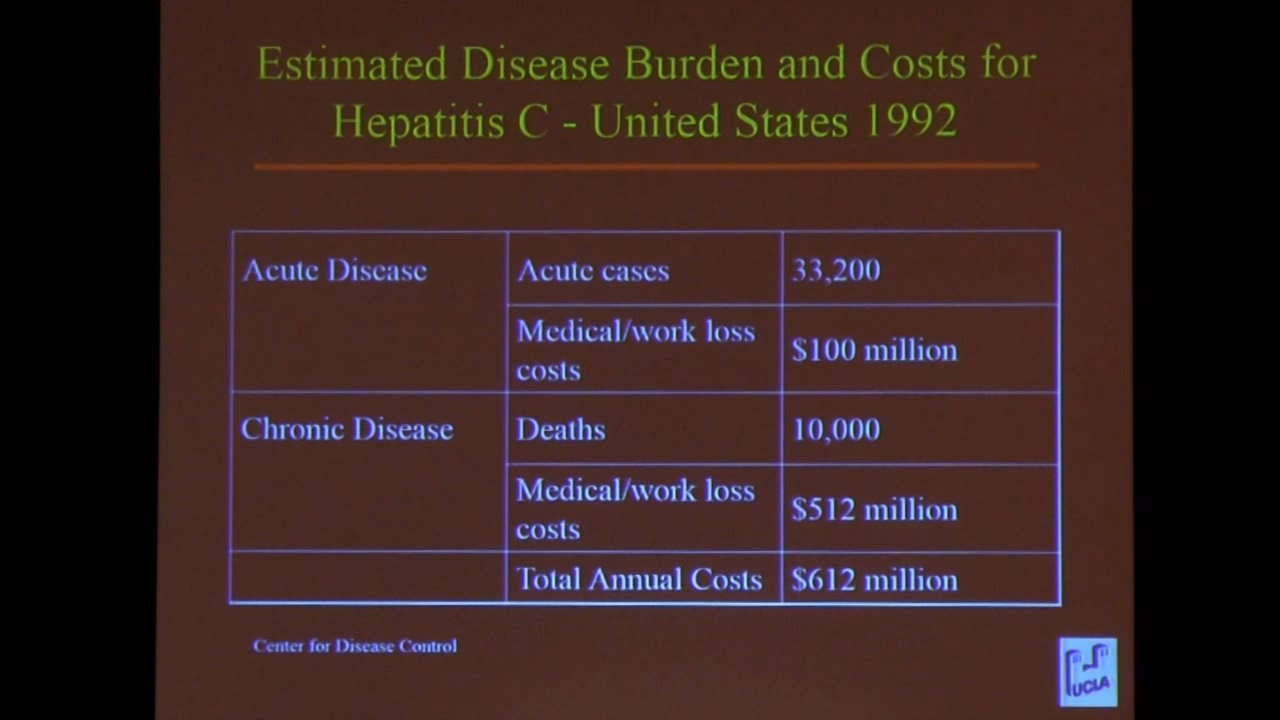 Estimated Disease Burden and Costs for
Hepatitis C - United States 1992
Acute Disease
Acute cases
33,200
Medical/work loss
costs
$100 million
Chronic Disease
Deaths
10,000
Medical/work loss
costs
$512 million
Total Annual Costs
$612 million
Center for Disease Control
UCLA